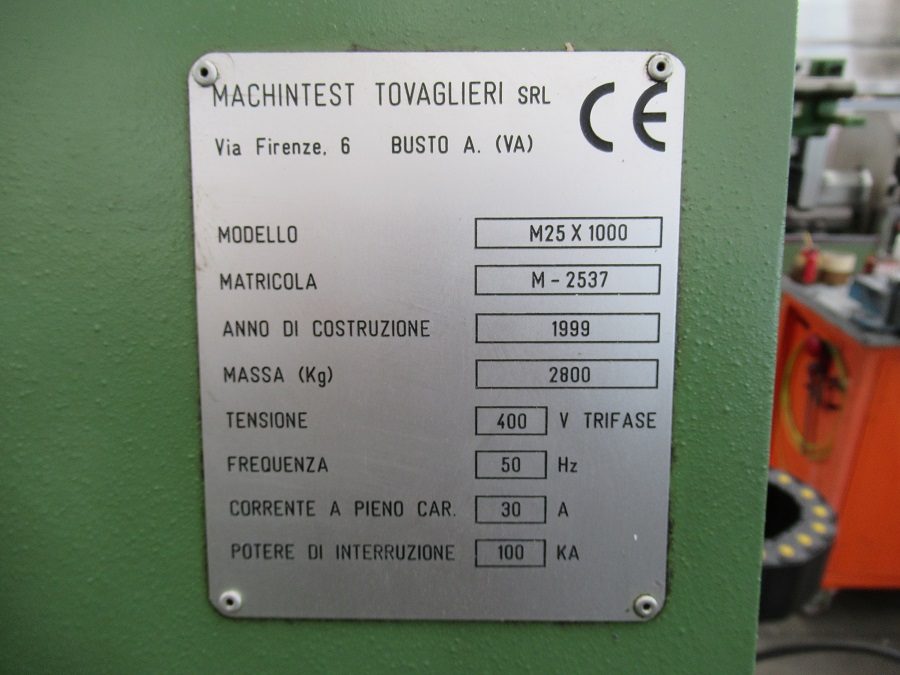 MACHINTEST TOVAGLIERI SRL CE
Via Firenze, 6 BUSTO A. (VA)
MODELLO M25 X 1000
MATRICOLA M - 2537
ANNO DI COSTRUZIONE 1999
MASSA (Kg) 2800
TENSIONE 400 V TRIFASE
FREQUENZA 50 Hz
CORRENTE A PIENO CAR. 30 A
POTERE DI INTERRUZIONE 100 KA